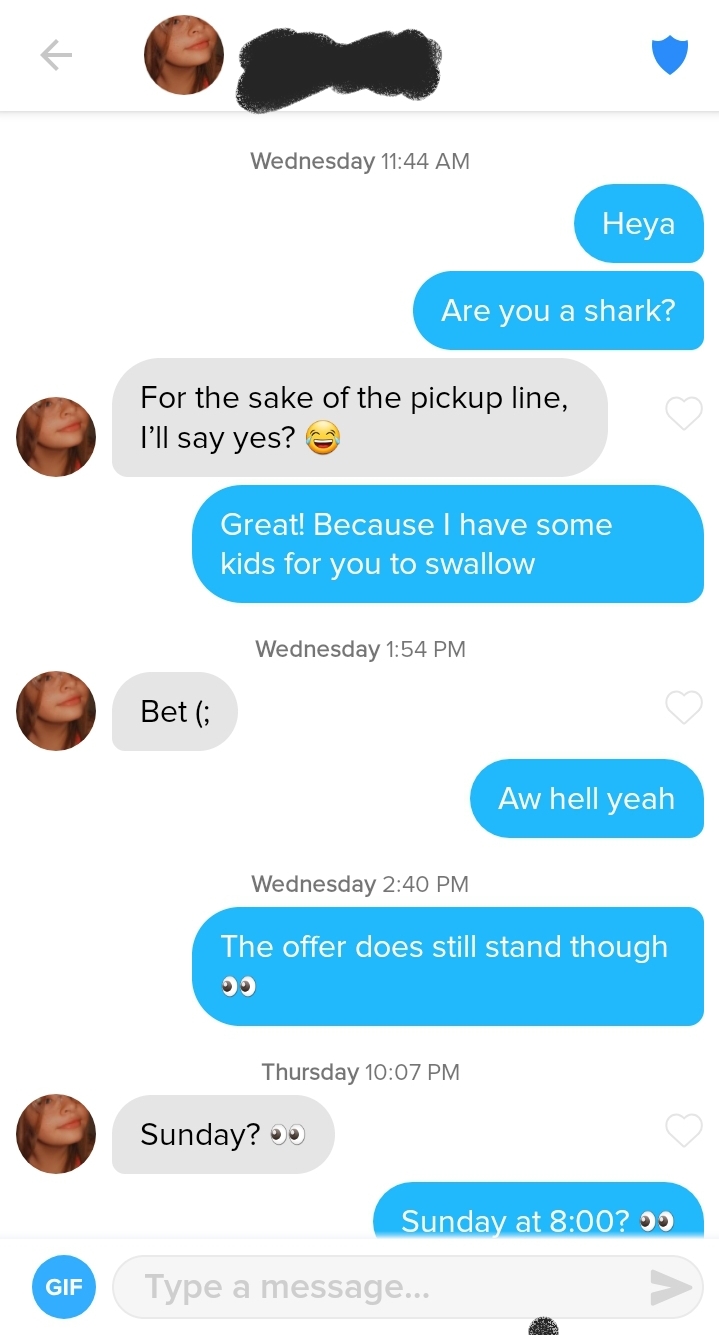 Wednesday 11:44 AM
Heya
Are you a shark?
For the sake of the pickup line,
I'll say yes? 😂
Great! Because I have some
kids for you to swallow
Wednesday 1:54 PM
Bet (;
Aw hell yeah
Wednesday 2:40 PM
The offer does still stand though
👀
Thursday 10:07 PM
Sunday? 👀
Sunday at 8:00? 👀
GIF
Type a message...